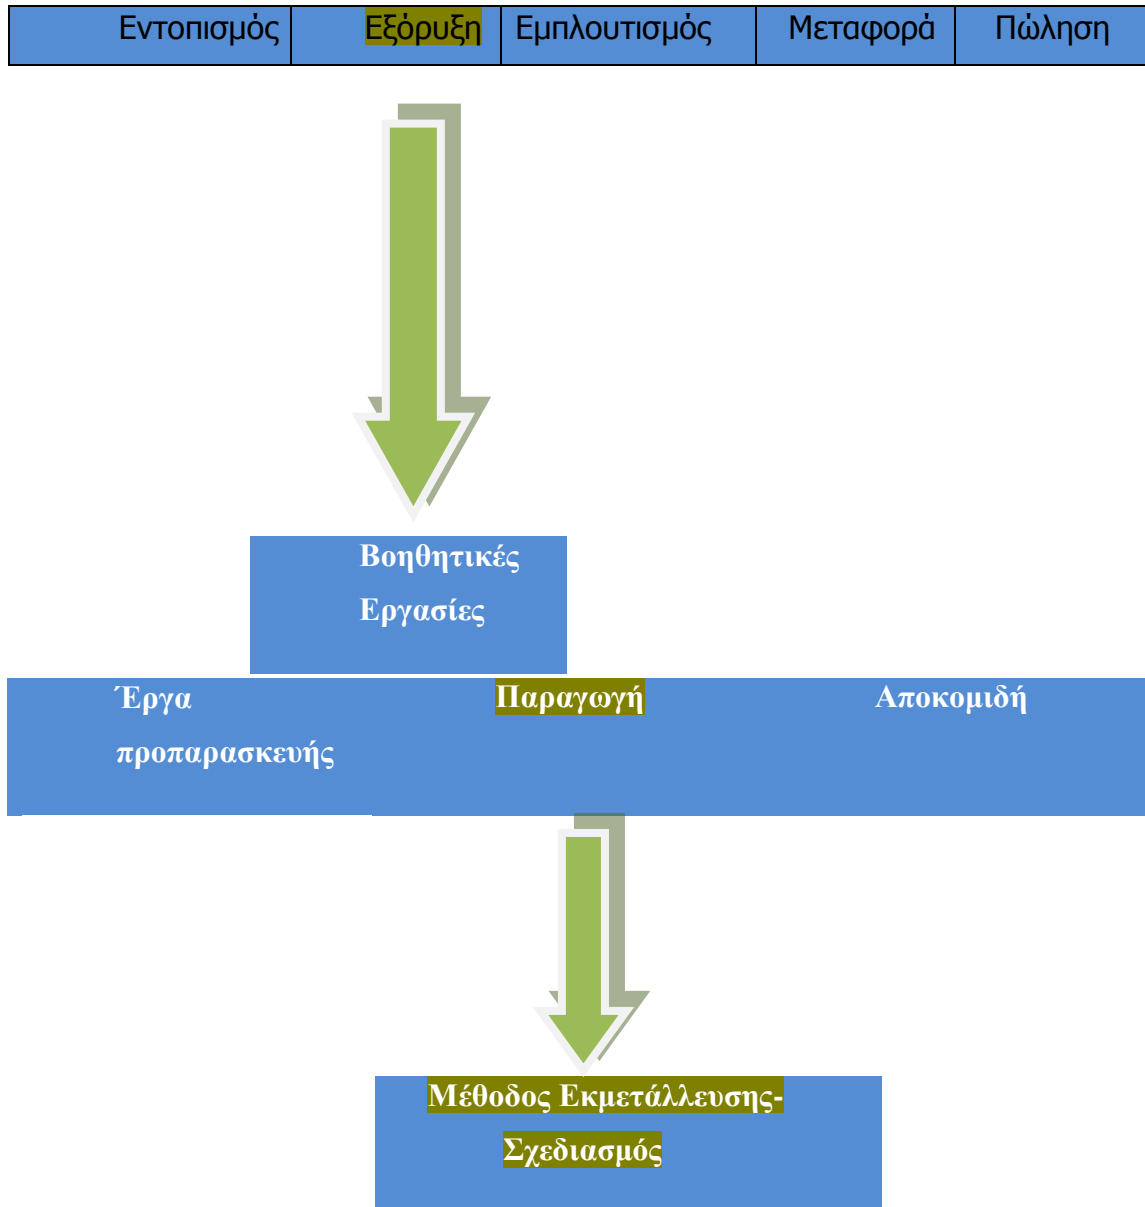 Εντοπισμός Εξόρυξη Εμπλουτισμός Μεταφορά Πώληση
Βοηθητικές
Εργασίες
Έργα Παραγωγή Αποκομιδή
προπαρασκευής
Μέθοδος Εκμετάλλευσης-
Σχεδιασμός